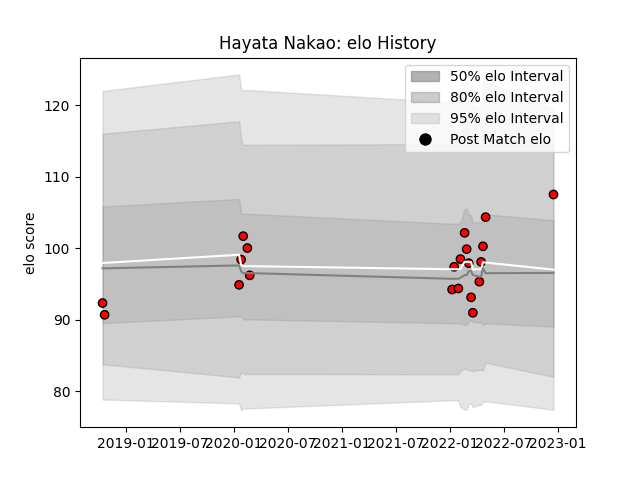 Hayata Nakao: elo History
50% elo Interval
80% elo Interval
95% elo Interval
Post Match elo
elo score
120
110
100
90
80
2019-01 2019-07 2020-01 2020-07 2021-01 2021-07 2022-01 2022-07 2023-01